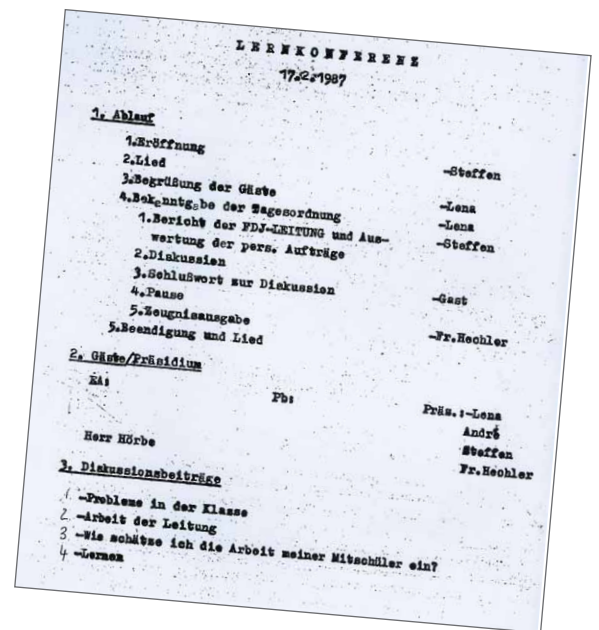 LERNKONFERENZ
17.2.1987
1. Ablauf
1.Eröffnung -Steffen
2.Lied
3.Begrüßung der Gäste -Lena
4.Bekenntgabe der Tagesordnung -Lena
1.Bericht der FDJ-LEITUNG und Aus- -Steffen
wertung der pers. Aufträge
2.Diskussion
3.Schlußwort zur Diskussion -Gast
4.Pause
5.Zeugnisausgabe -Fr.Hechler
5.Beendigung und Lied
2. Gäste/Präsidium
EA: Pb: Präs.:-Lena
André
Herr Hörbe Steffen
Fr.Hechler
3. Diskussionsbeiträge
1 -Probleme in der Klasse
2 -Arbeit der Leitung
3 -Wie schätze ich die Arbeit meiner Mitschüler ein?
4 -Lernen